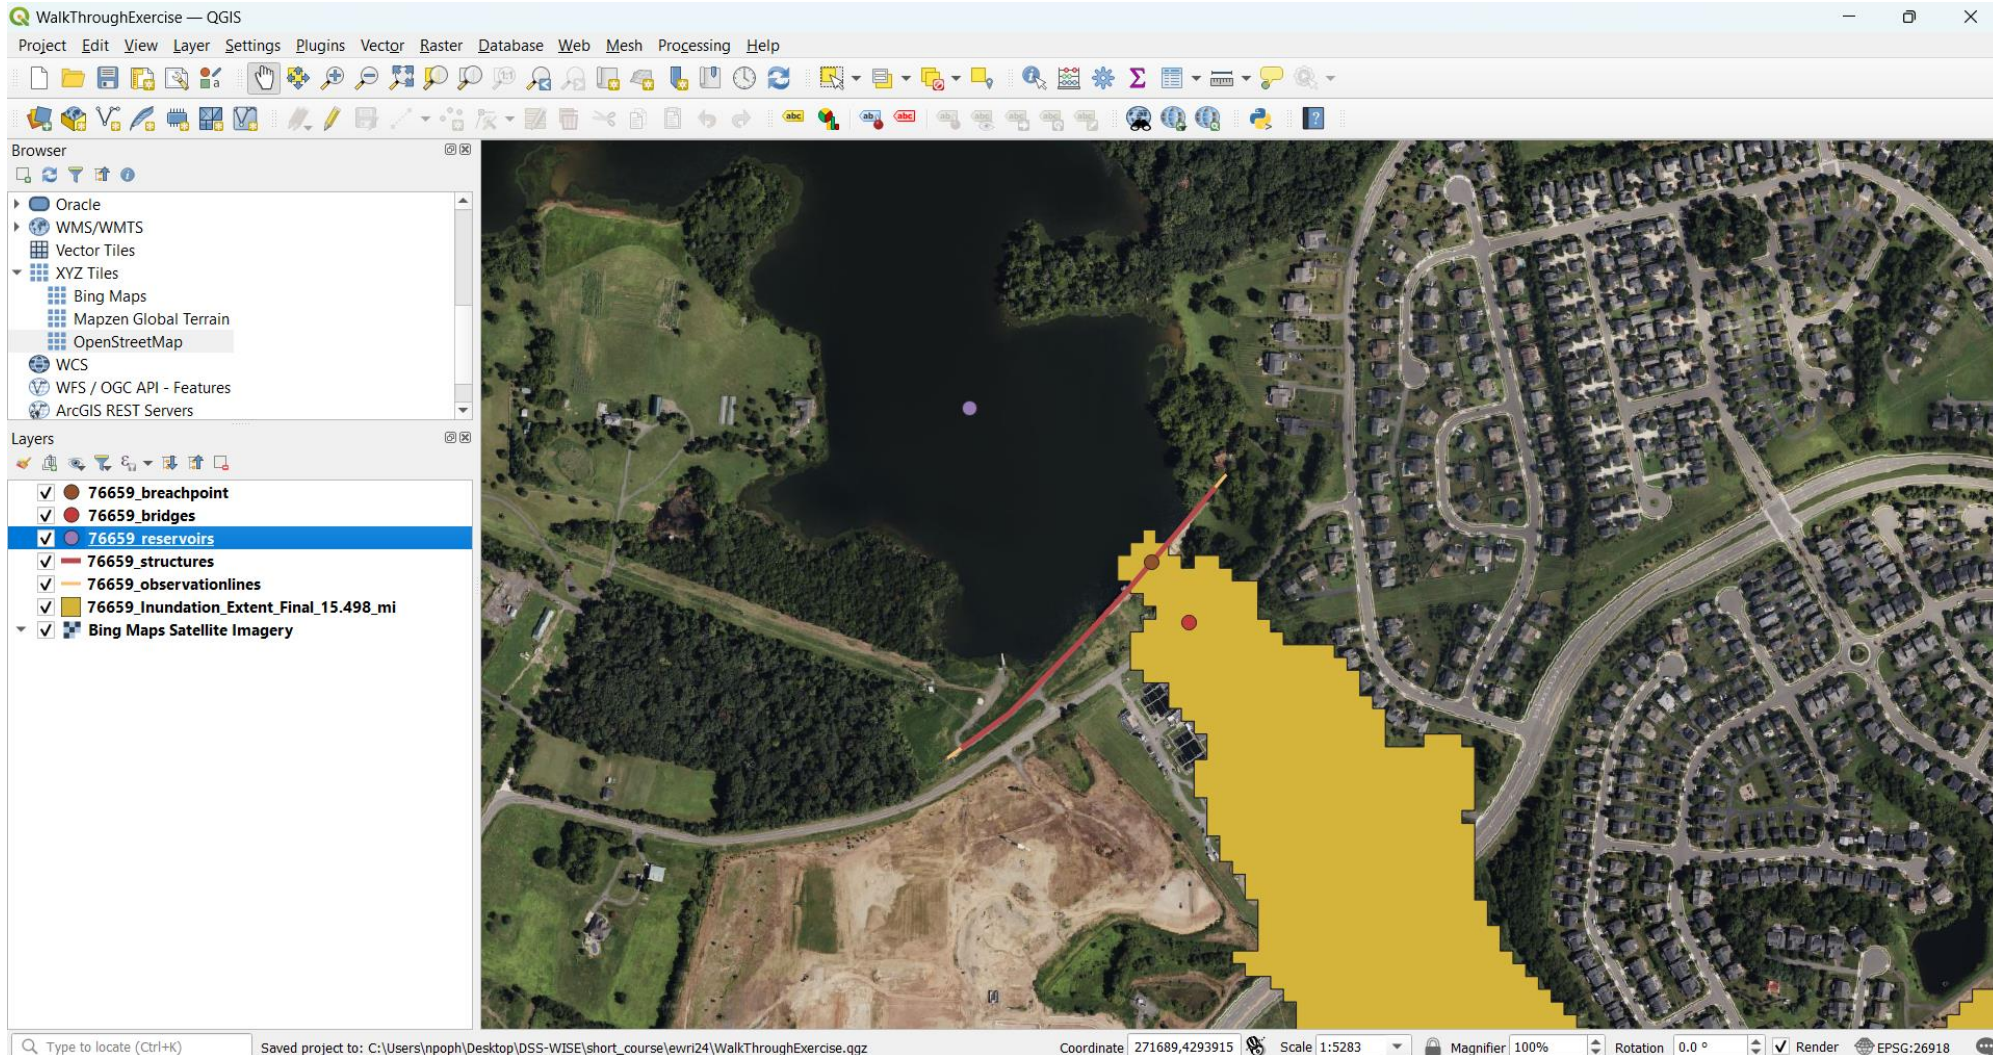 WalkThroughExercise — QGIS
Project Edit View Layer Settings Plugins Vector Raster Database Web Mesh Processing Help
Browser
Oracle
WMS/WMTS
Vector Tiles
XYZ Tiles
Bing Maps
Mapzen Global Terrain
OpenStreetMap
WCS
WFS / OGC API - Features
ArcGIS REST Servers
Layers
76659_breachpoint
76659_bridges
76659_reservoirs
76659_structures
76659_observationlines
76659_Inundation_Extent_Final_15.498_mi
Bing Maps Satellite Imagery
Type to locate (Ctrl+K) Saved project to: C:\Users\npoph\Desktop\DSS-WISE\short_course\ewri24\WalkThroughExercise.qgz Coordinate 271689,4293915 Scale 1:5283 Magnifier 100% Rotation 0.0 ° Render EPSG:26918